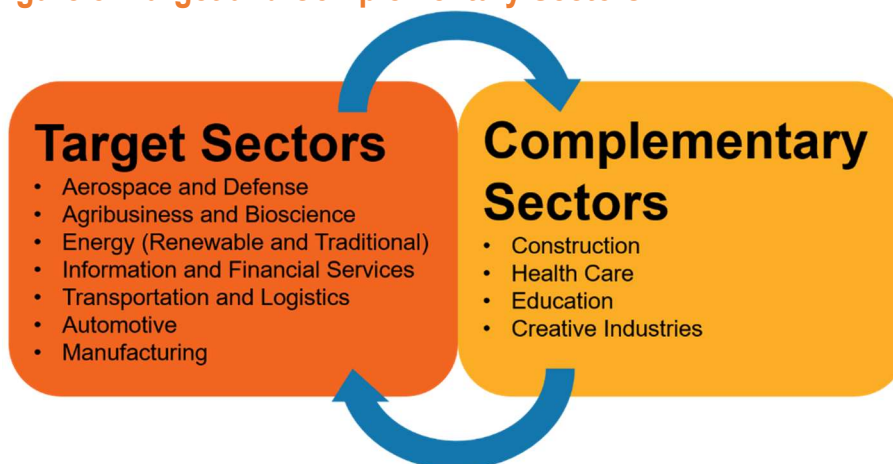 Target Sectors
• Aerospace and Defense
• Agribusiness and Bioscience
• Energy (Renewable and Traditional)
• Information and Financial Services
• Transportation and Logistics
• Automotive
• Manufacturing
Complementary
Sectors
• Construction
• Health Care
• Education
• Creative Industries